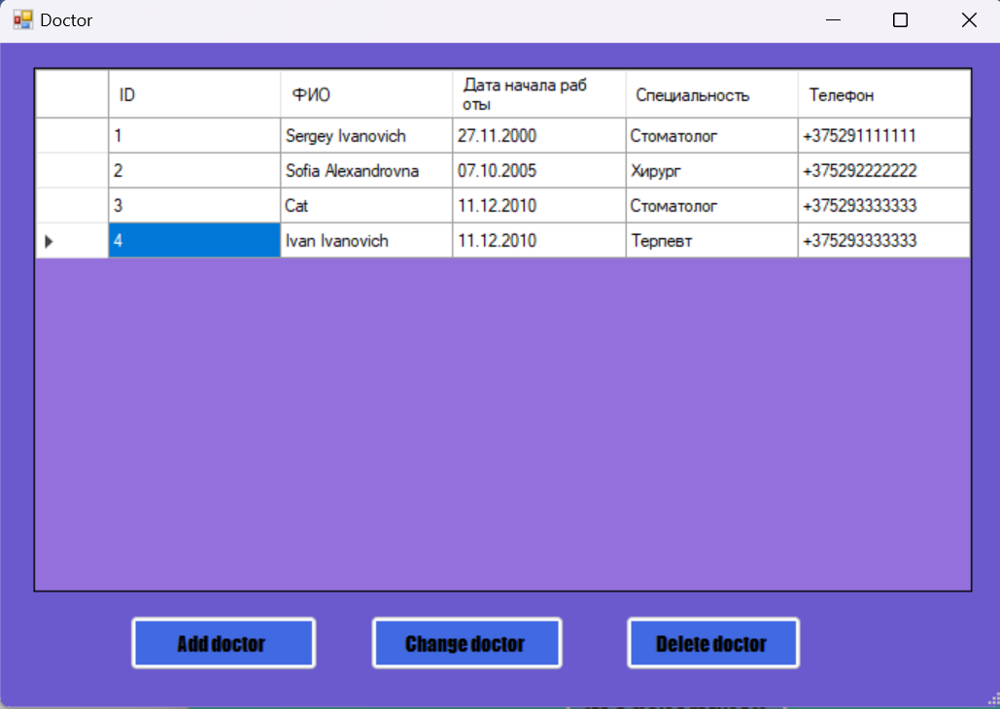 Doctor
ID ФИО Дата начала раб
оты Специальность Телефон
1 Sergey Ivanovich 27.11.2000 Стоматолог +375291111111
2 Sofia Alexandrovna 07.10.2005 Хирург +375292222222
3 Cat 11.12.2010 Стоматолог +375293333333
4 Ivan Ivanovich 11.12.2010 Терпевт +375293333333
Add doctor Change doctor Delete doctor